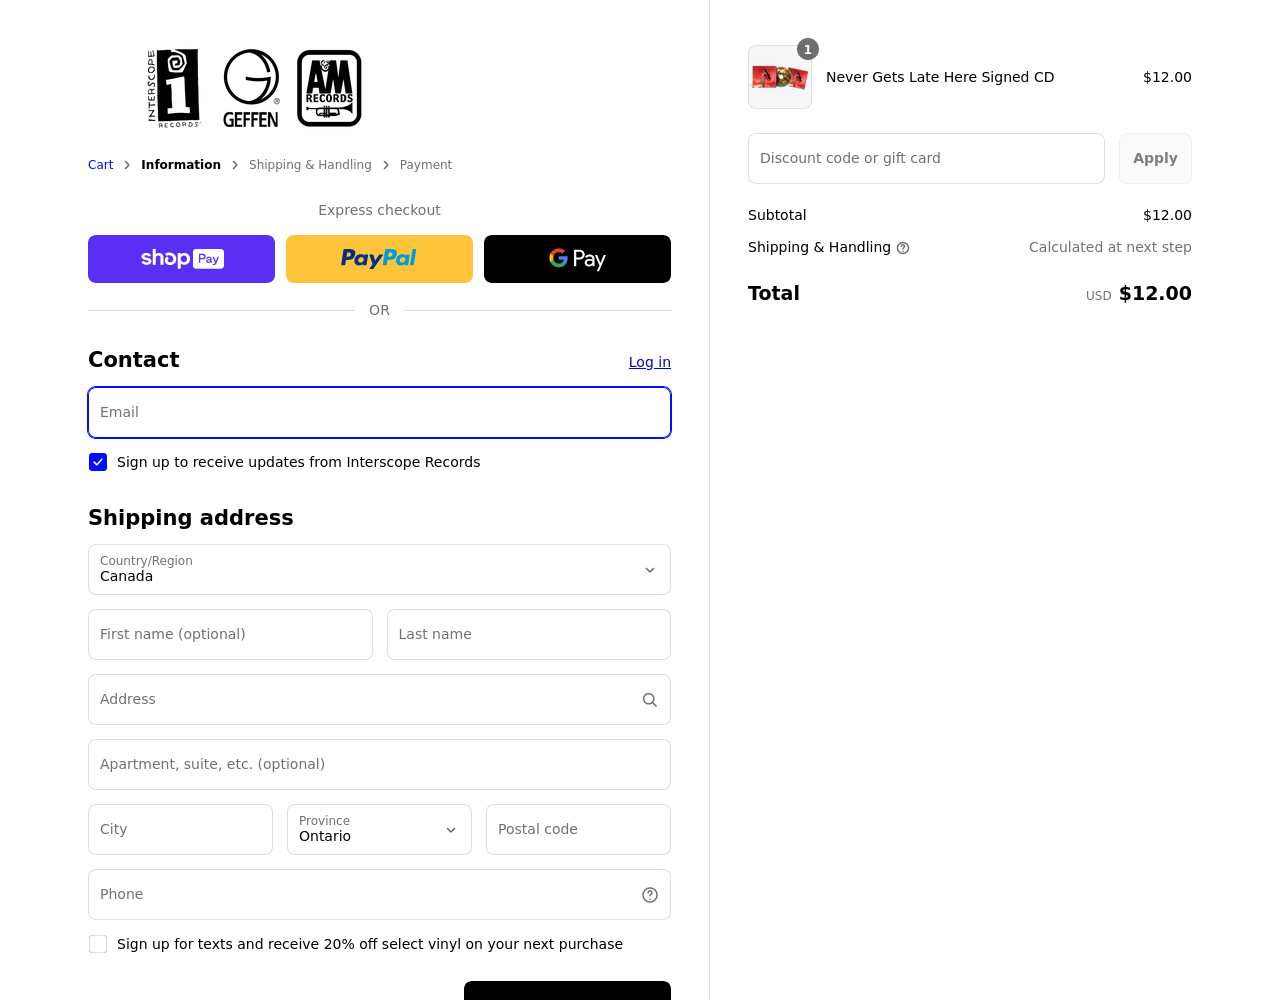 INTERSCOPE
RECORDS
GEFFEN
A&M
RECORDS
Cart
Information
Shipping & Handling
Payment
Express checkout
shop Pay
PayPal
G Pay
OR
Contact
Log in
Email
Sign up to receive updates from Interscope Records
Shipping address
Country/Region
Canada
First name (optional)
Last name
Address
Apartment, suite, etc. (optional)
City
Province
Ontario
Postal code
Phone
Sign up for texts and receive 20% off select vinyl on your next purchase
1
Never Gets Late Here Signed CD
$12.00
Discount code or gift card
Apply
Subtotal
$12.00
Shipping & Handling
Calculated at next step
Total
USD $12.00